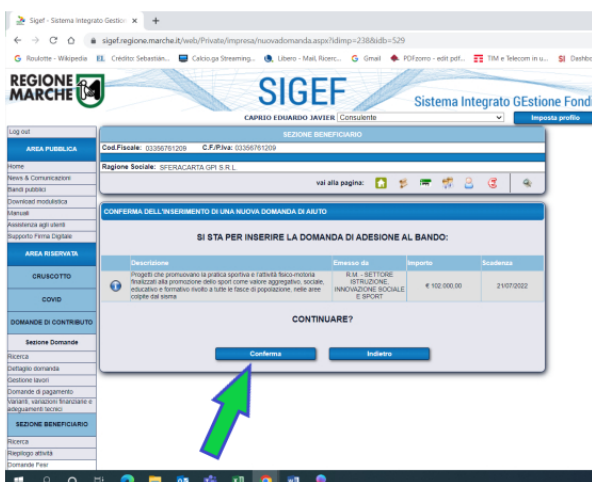 Sigef - Sistema Integrato Gestion
sigef.regione.marche.it/web/Private/impresa/nuovadomanda.aspx?idimp=238&idb=529
Roulotte - Wikipedia
Credito: Sebastián...
Calcio.ga Streaming...
Libero - Mail, Ricerc...
Gmail
PDFzorro - edit pdf...
TIM e Telecom in u...
Dashbo
REGIONE
MARCHE
SIGEF
Sistema Integrato GEstione Fondi
CAPRIO EDUARDO JAVIER
Consulente
Imposta profilo
Log out
AREA PUBBLICA
Home
News & Comunicazione
Bandi pubblici
Download modulistica
Manuali
Assistenza agli utenti
Supporto Firma Digitale
AREA RISERVATA
CRUSCOTTO
COVID
DOMANDE DI CONTRIBUTO
Sezione Domande
Ricerca
Dettaglio domanda
Gestione lavori
Domande di pagamento
Varianti, variazioni finanziarie e
adeguamenti tecnici
SEZIONE BENEFICIARIO
Ricerca
Riepilogo attività
Domande Fesr
SEZIONE BENEFICIARIO
Cod.Fiscale: 03356761209 C.F/P.Iva: 03356761209
Ragione Sociale: SFERACARTA GPI S.R.L.
vai alla pagina:
CONFERMA DELL'INSERIMENTO DI UNA NUOVA DOMANDA DI AIUTO
SI STA PER INSERIRE LA DOMANDA DI ADESIONE AL BANDO:
Descrizione Emesso da Importo Scadenza
Progetti che promuovano la pratica sportiva e l'attività fisico-motoria
finalizzati alla promozione dello sport come valore aggregativo, sociale,
educativo e formativo rivolto a tutte le fasce di popolazione, nelle aree
colpite dal sisma
R.M. - SETTORE
ISTRUZIONE,
INNOVAZIONE SOCIALE
E SPORT
€ 102.000,00
21/07/2022
CONTINUARE?
Conferma
Indietro